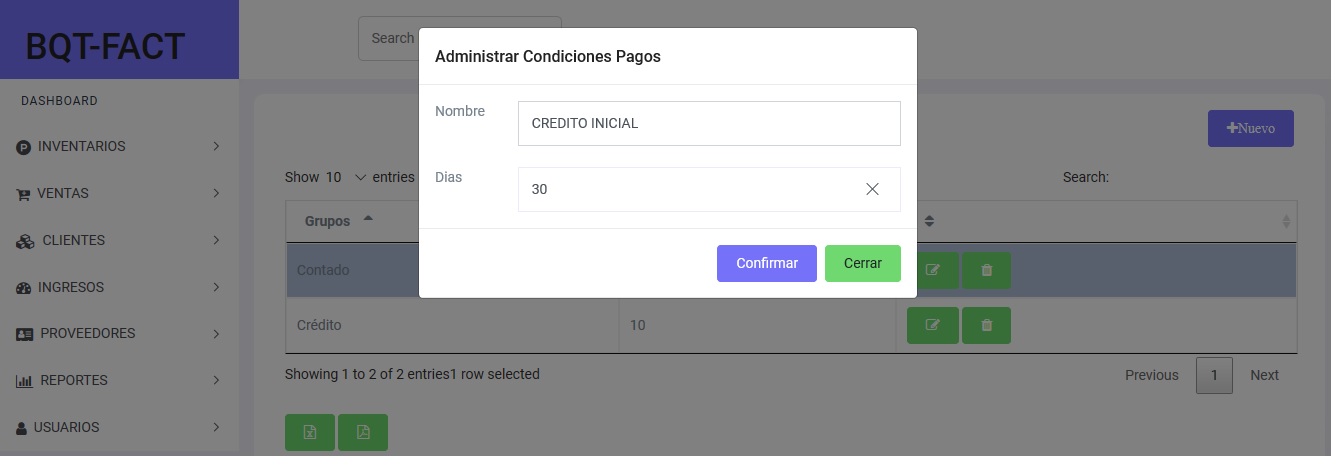 BQT-FACT
Search
Administrar Condiciones Pagos
DASHBOARD
Nombre
CREDITO INICIAL
Nuevo
INVENTARIOS
Show 10 entries
Dias
30
Search:
VENTAS
Grupos
CLIENTES
Confirmar
Cerrar
Contado
INGRESOS
Crédito
10
PROVEEDORES
Showing 1 to 2 of 2 entries1 row selected
Previous
1
Next
REPORTES
USUARIOS